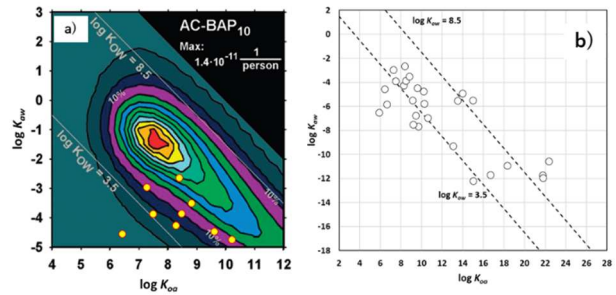 a)
AC-BAP10
Max:
1.4·10-11 1
person
log KOW = 8.5
log KOW = 3.5
10%
10%
10%
10%
3
2
1
0
-1
-2
-3
-4
-5
log Kaw
4 5 6 7 8 9 10 11 12
log Koa
b)
log Kow = 8.5
log Kow = 3.5
2
0
-2
-4
-6
-8
-10
-12
-14
-16
-18
log Kaw
2 4 6 8 10 12 14 16 18 20 22 24 26 28
log Koa